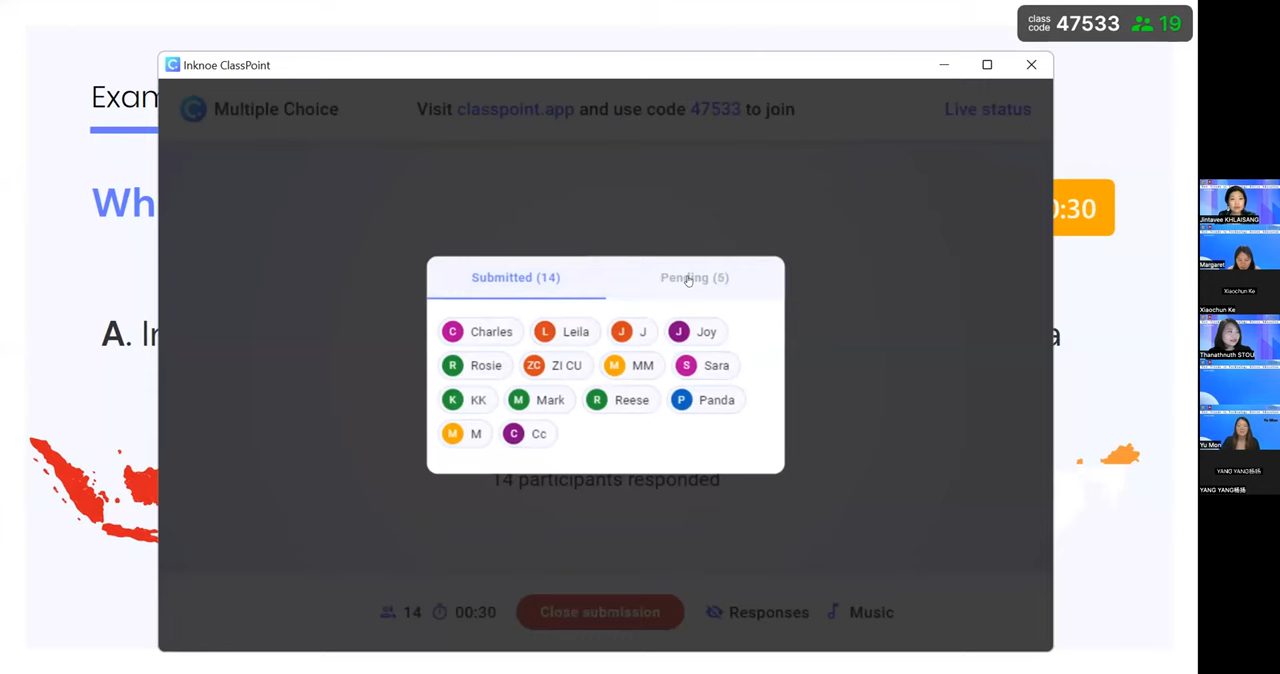 class code 47533 19
Inknoe ClassPoint
Exam
Multiple Choice Visit classpoint.app and use code 47533 to join Live status
Wh
0:30
Submitted (14) Pending (5)
C Charles L Leila J J J Joy
A. I a
R Rosie ZC ZI CU M MM S Sara
K KK M Mark R Reese P Panda
M M C Cc
14 participants responded
14 00:30 Close submission Responses Music
Jintavee KHLAISANG
Margaret
Xiaochun Ke
Xiaochun Ke
Thanathnuth STOU
Yu Mon
Yu Mon
YANG YANG杨扬
YANG YANG杨扬